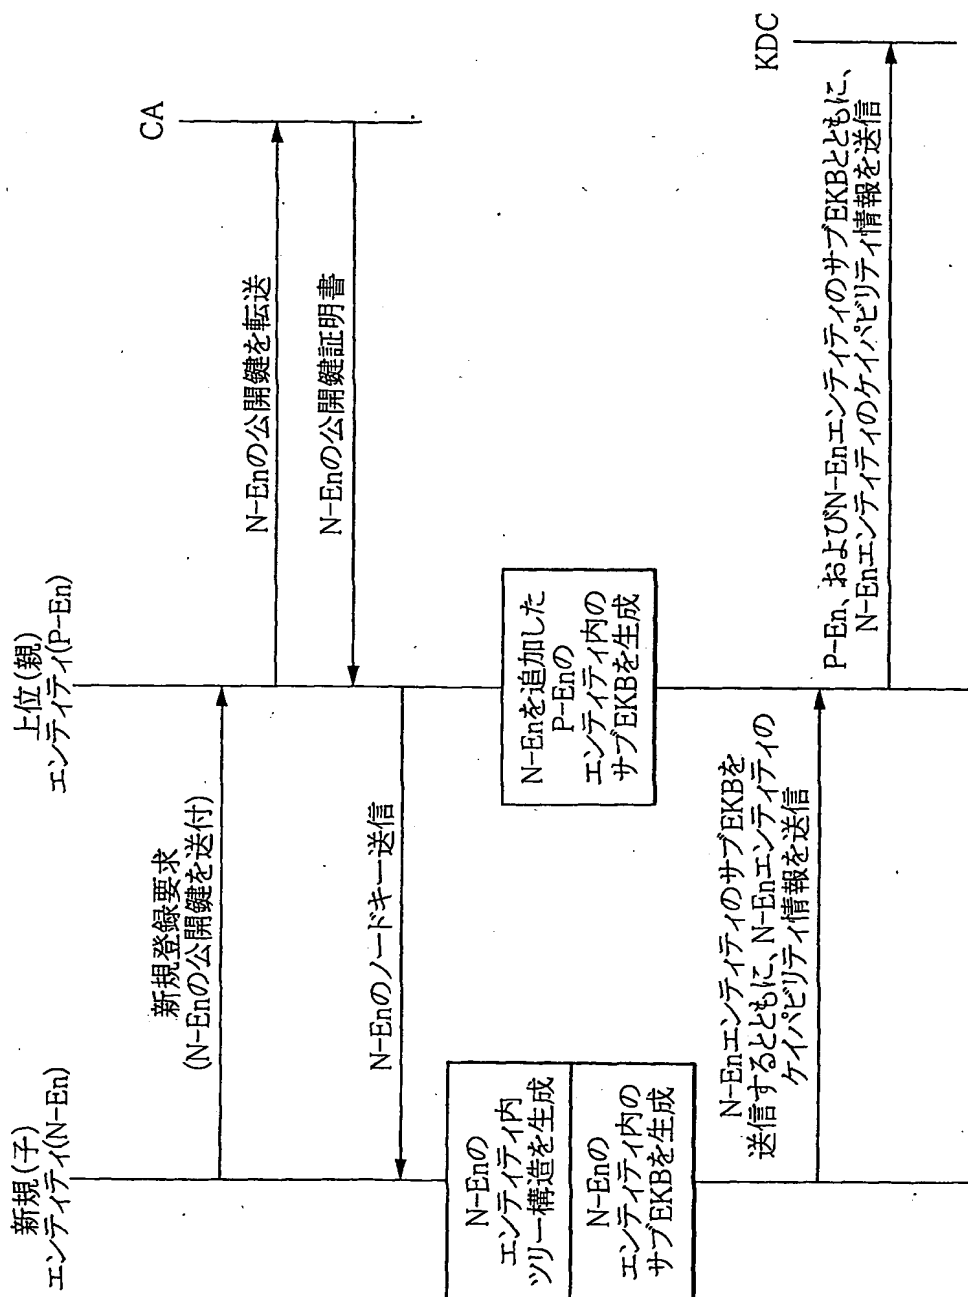 新規(子)
エンティティ(N-En)
上位(親)
エンティティ(P-En)
CA
KDC
新規登録要求
(N-Enの公開鍵を送付)
N-Enの公開鍵を転送
N-Enの公開鍵証明書
N-Enのノードキー送信
N-Enの
エンティティ内
ツリー構造を生成
N-Enの
エンティティ内の
サブEKBを生成
N-Enを追加した
P-Enの
エンティティ内の
サブEKBを生成
N-EnエンティティのサブEKBを
送信するとともに、N-Enエンティティの
ケイパビリティ情報を送信
P-En、およびN-EnエンティティのサブEKBとともに、
N-Enエンティティのケイパビリティ情報を送信